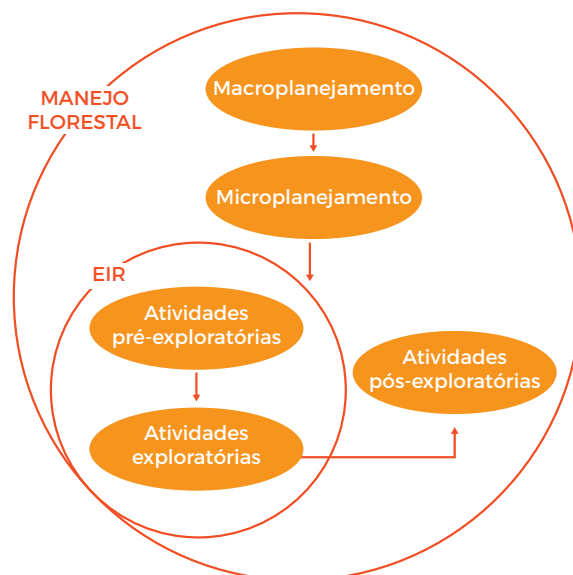 MANEJO
FLORESTAL
Macroplanejamento
Microplanejamento
EIR
Atividades
pré-exploratórias
Atividades
exploratórias
Atividades
pós-exploratórias